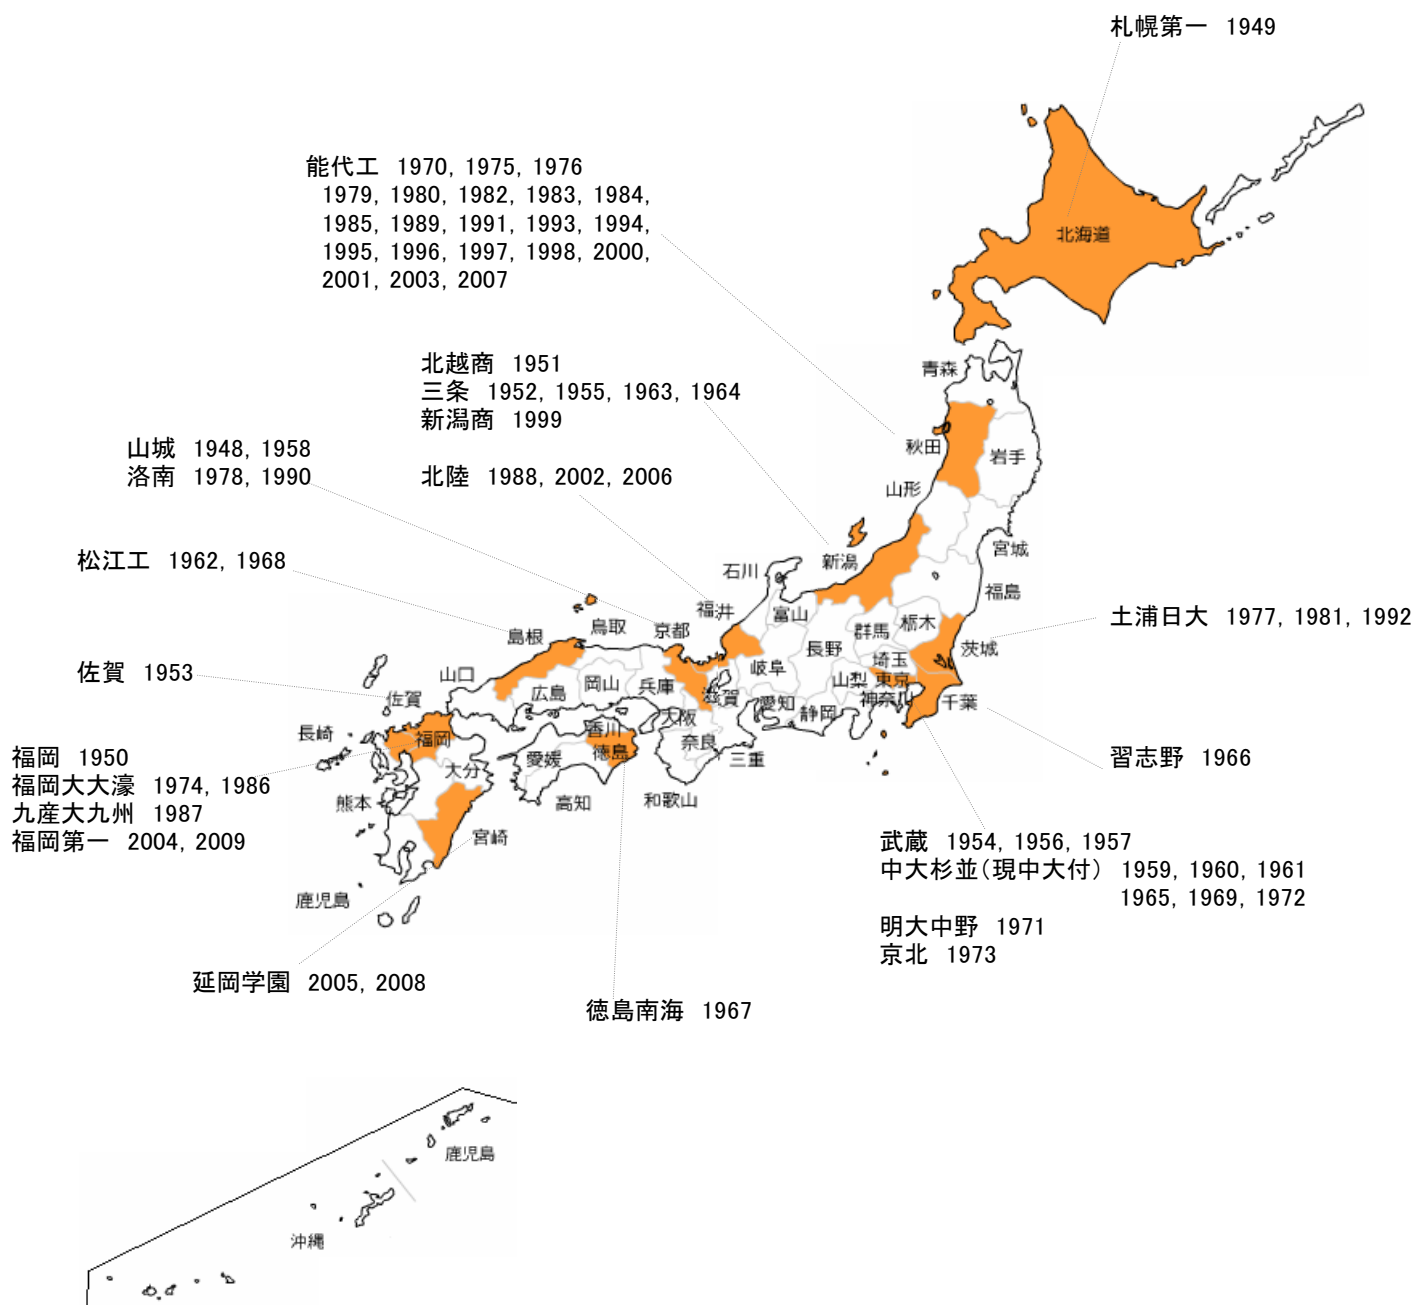 札幌第一 1949
能代工 1970, 1975, 1976
1979, 1980, 1982, 1983, 1984,
1985, 1989, 1991, 1993, 1994,
1995, 1996, 1997, 1998, 2000,
2001, 2003, 2007
北海道
北越商 1951
三条 1952, 1955, 1963, 1964
新潟商 1999
青森
秋田
岩手
山城 1948, 1958
洛南 1978, 1990
北陸 1988, 2002, 2006
山形
宮城
松江工 1962, 1968
新潟
石川
福島
福井
富山
栃木
群馬
土浦日大 1977, 1981, 1992
茨城
島根
鳥取
京都
長野
埼玉
佐賀 1953
山口
広島
岡山
兵庫
滋賀
岐阜
山梨
東京
佐賀
愛知
静岡
神奈川
千葉
長崎
福岡
香川
大阪
徳島
奈良
三重
愛媛
大分
習志野 1966
福岡 1950
福岡大大濠 1974, 1986
九産大九州 1987
福岡第一 2004, 2009
熊本
高知
和歌山
宮崎
武蔵 1954, 1956, 1957
中大杉並(現中大付) 1959, 1960, 1961
1965, 1969, 1972
明大中野 1971
京北 1973
鹿児島
延岡学園 2005, 2008
徳島南海 1967
鹿児島
沖縄